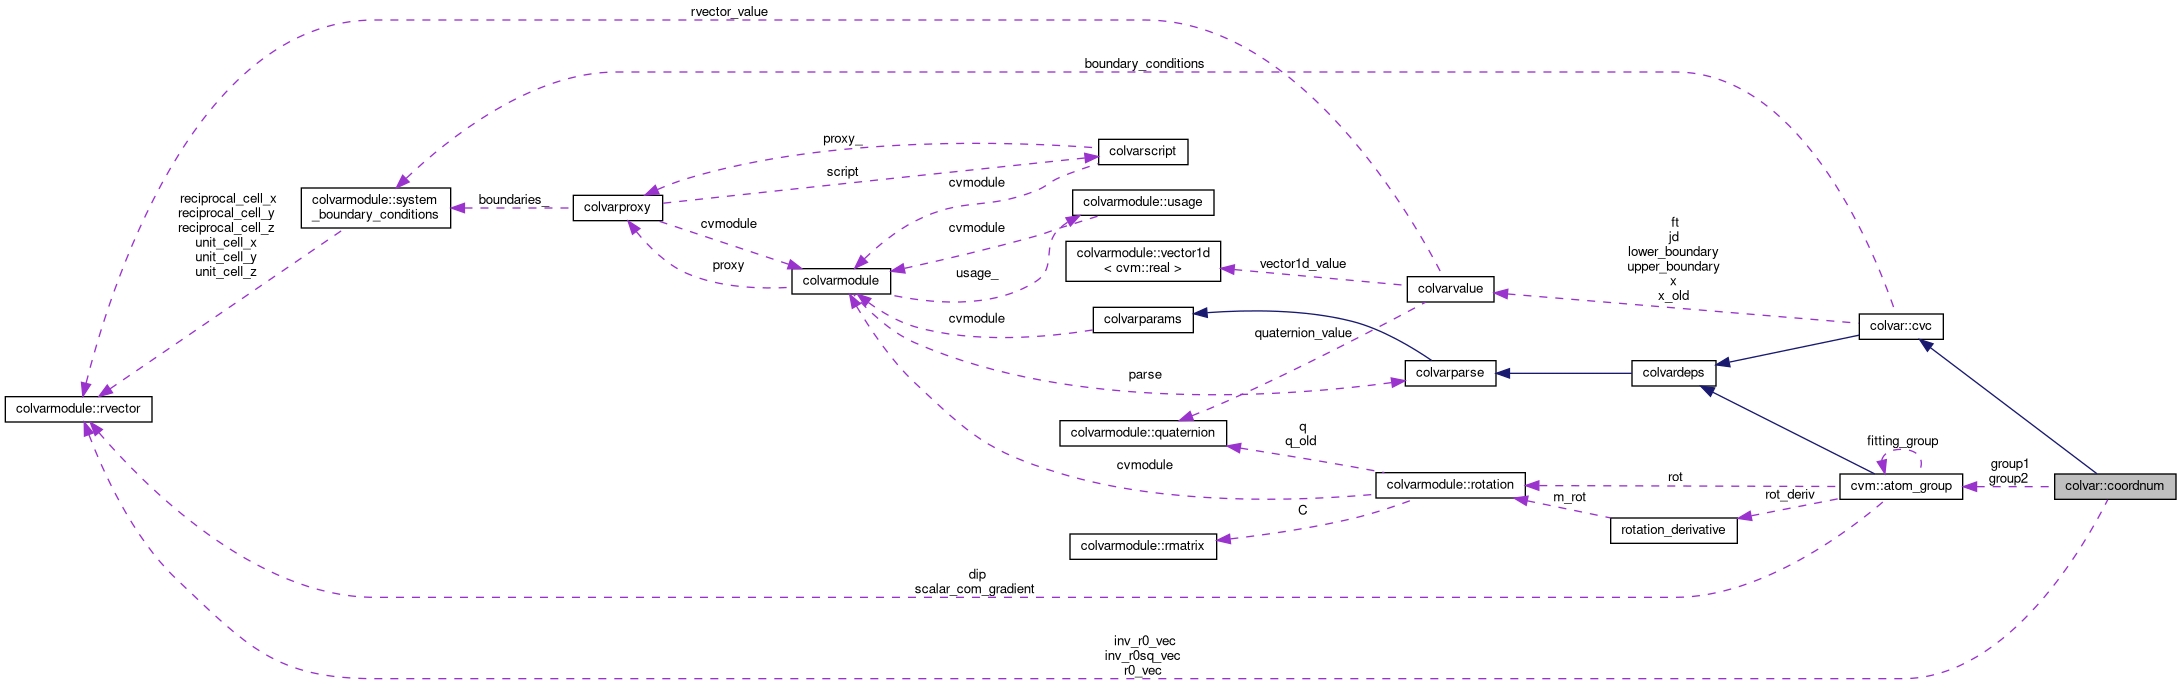 rvector_value
boundary_conditions
proxy_
colvarscript
script
cvmodule
reciprocal_cell_x
reciprocal_cell_y
reciprocal_cell_z
unit_cell_x
unit_cell_y
unit_cell_z
colvarmodule::system
_boundary_conditions
boundaries_
colvarproxy
cvmodule
colvarmodule::usage
cvmodule
colvarmodule::vector1d
< cvm::real >
vector1d_value
ft
jd
lower_boundary
upper_boundary
x
x_old
proxy
colvarmodule
usage_
colvarvalue
cvmodule
colvarparams
quaternion_value
colvar::cvc
parse
colvarparse
colvardeps
colvarmodule::rvector
colvarmodule::quaternion
q
q_old
fitting_group
cvmodule
colvarmodule::rotation
rot
cvm::atom_group
group1
group2
colvar::coordnum
m_rot
rot_deriv
C
rotation_derivative
colvarmodule::rmatrix
dip
scalar_com_gradient
inv_r0_vec
inv_r0sq_vec
r0_vec